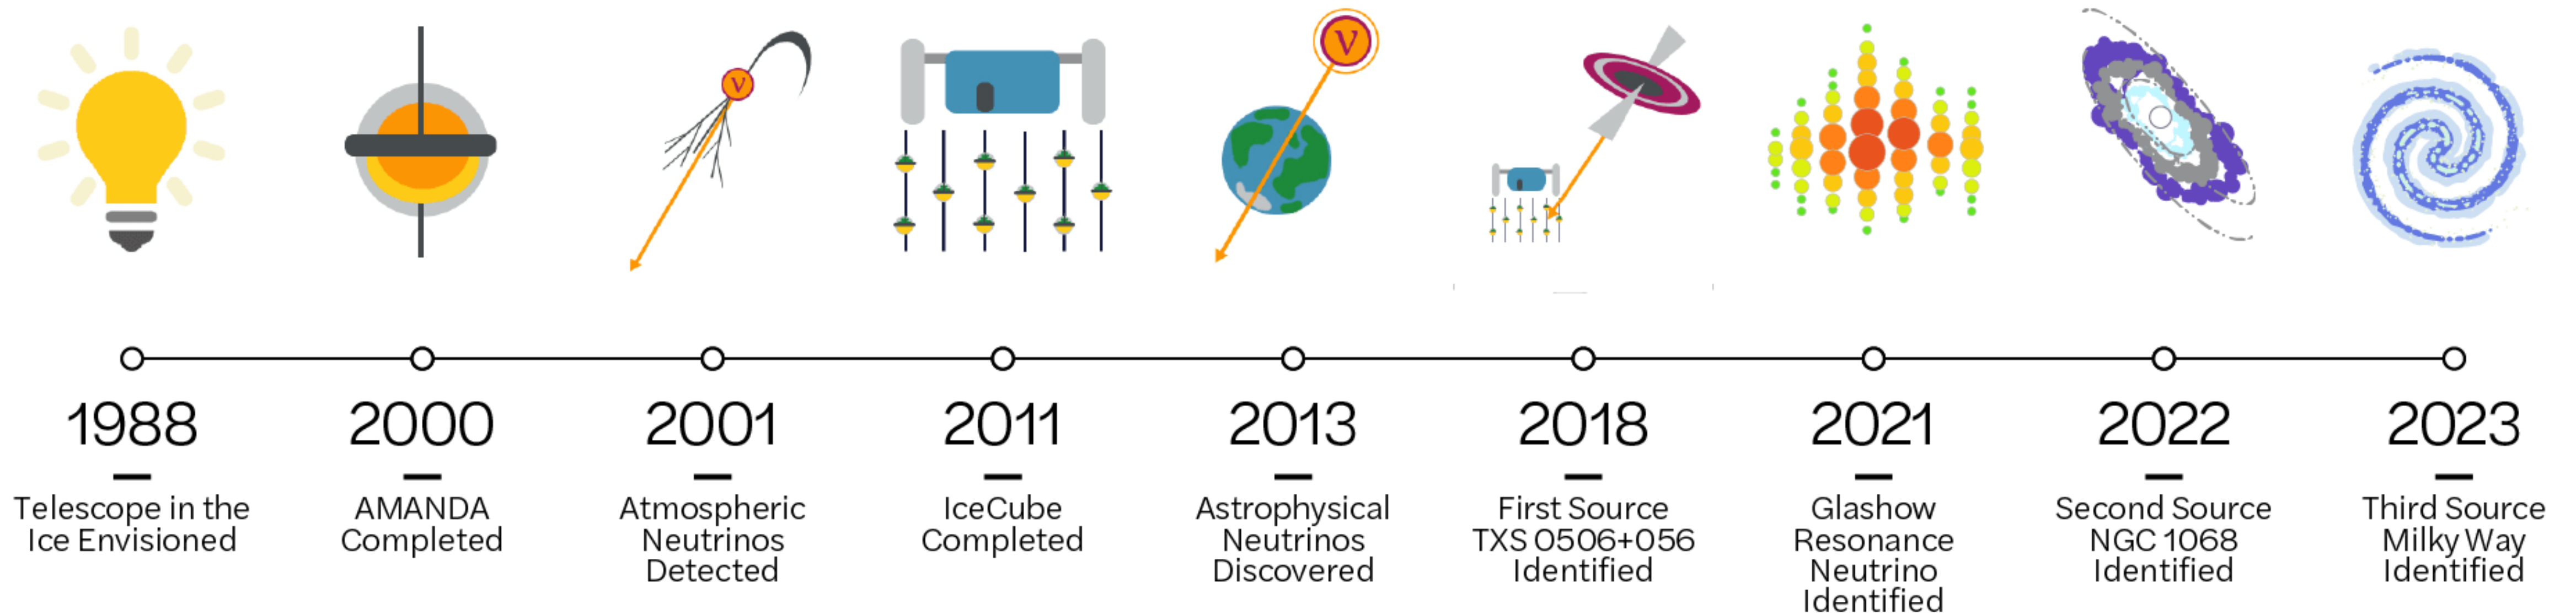 ν
ν
1988
Telescope in the
Ice Envisioned
2000
AMANDA
Completed
2001
Atmospheric
Neutrinos
Detected
2011
IceCube
Completed
2013
Astrophysical
Neutrinos
Discovered
2018
First Source
TXS 0506+056
Identified
2021
Glashow
Resonance
Neutrino
Identified
2022
Second Source
NGC 1068
Identified
2023
Third Source
Milky Way
Identified